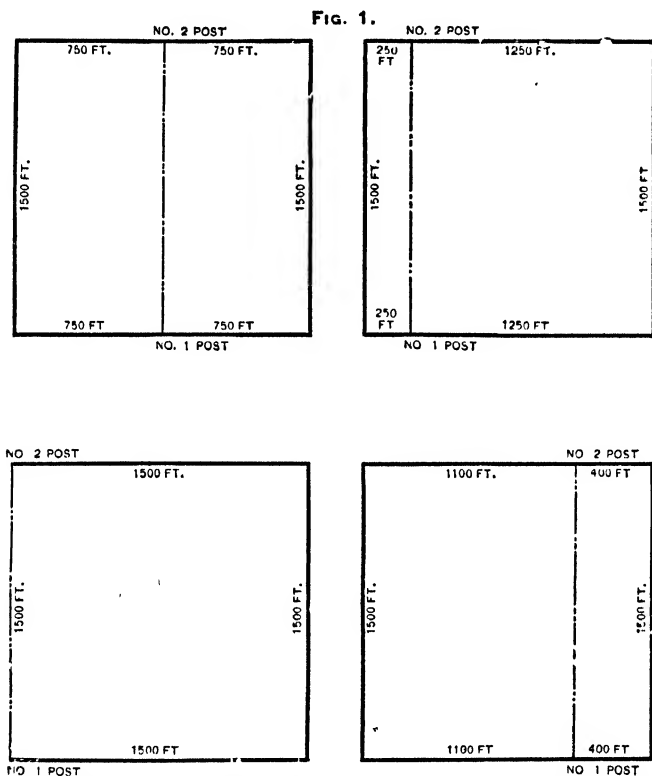 FIG. 1.
NO. 2 POST
750 FT. 750 FT.
1500 FT.
1500 FT.
750 FT 750 FT
NO. 1 POST
NO. 2 POST
250 FT
1250 FT.
1500 FT.
1500 FT
250 FT
1250 FT
NO 1 POST
NO 2 POST
1500 FT.
1500 FT.
1500 FT.
1500 FT
NO 1 POST
NO 2 POST
1100 FT. 400 FT
1500 FT.
1500 FT.
1100 FT 400 FT
NO 1 POST